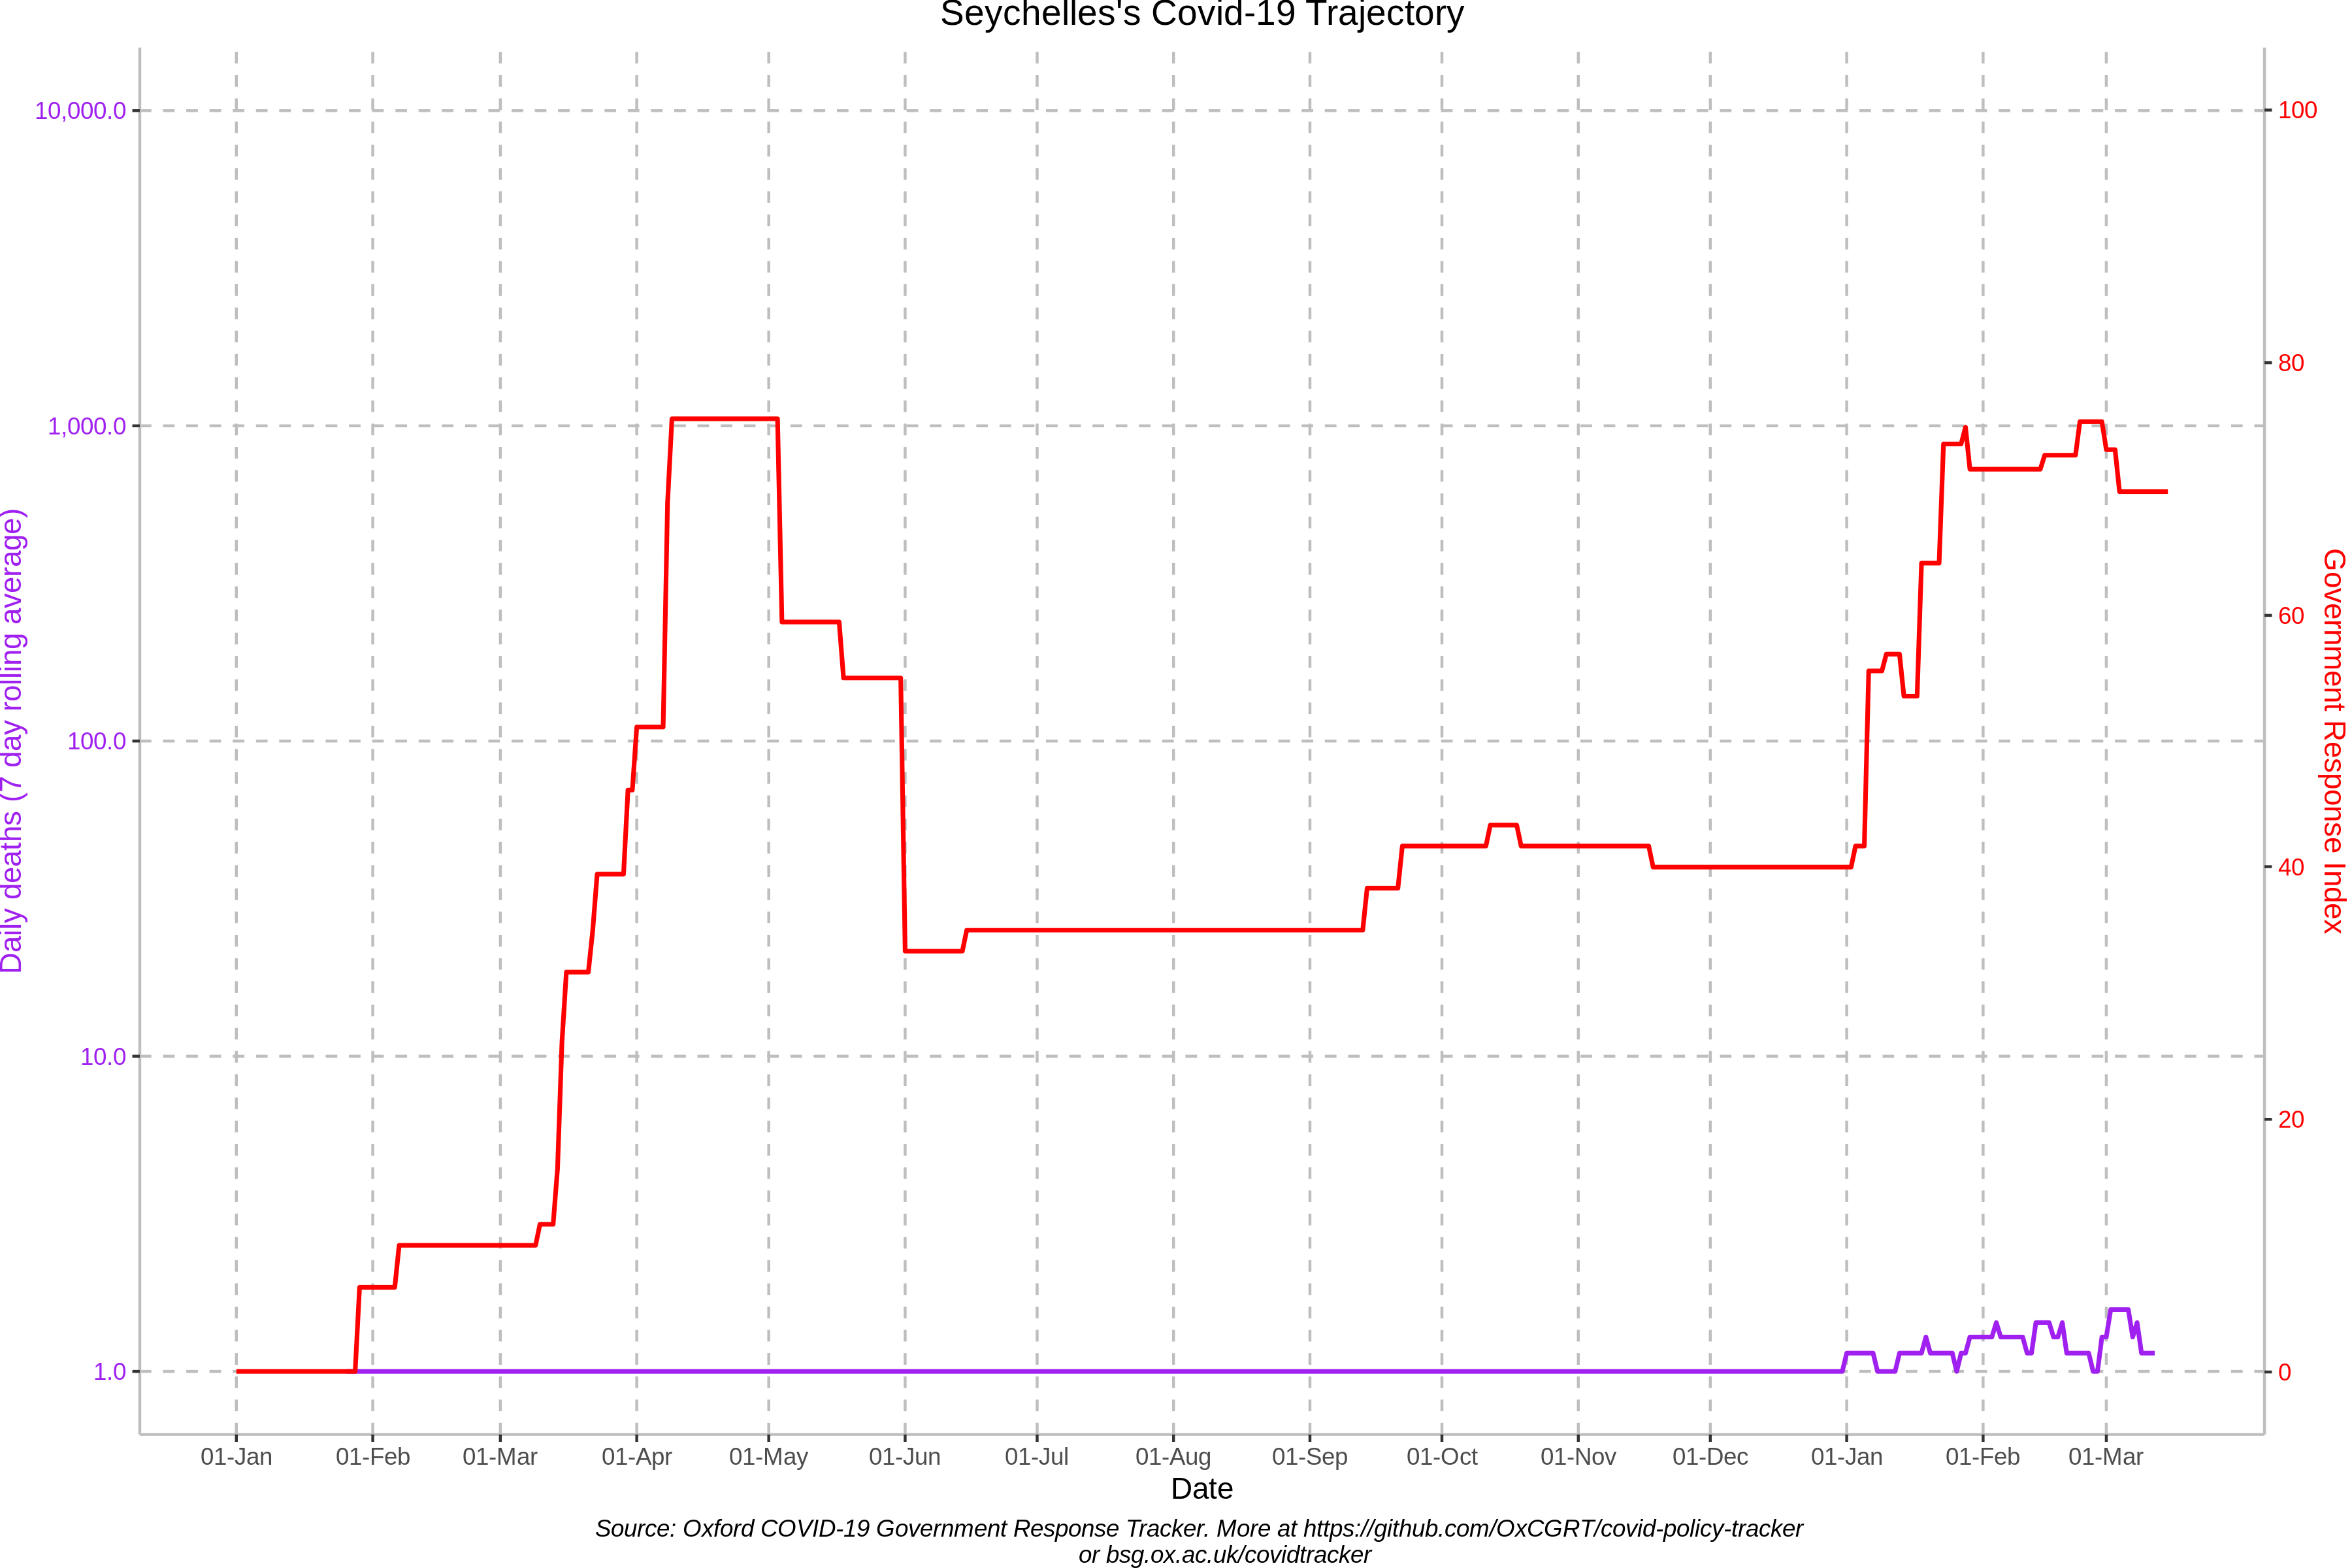 Seychelles's Covid-19 Trajectory
10,000.0
1,000.0
100.0
10.0
1.0
Daily deaths (7 day rolling average)
100
80
60
40
20
0
Government Response Index
01-Jan 01-Feb 01-Mar 01-Apr 01-May 01-Jun 01-Jul 01-Aug 01-Sep 01-Oct 01-Nov 01-Dec 01-Jan 01-Feb 01-Mar
Date
Source: Oxford COVID-19 Government Response Tracker. More at https://github.com/OxCGRT/covid-policy-tracker
or bsg.ox.ac.uk/covidtracker